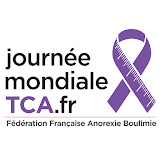 journée
mondiale
TCA.fr
Fédération Française Anorexie Boulimie